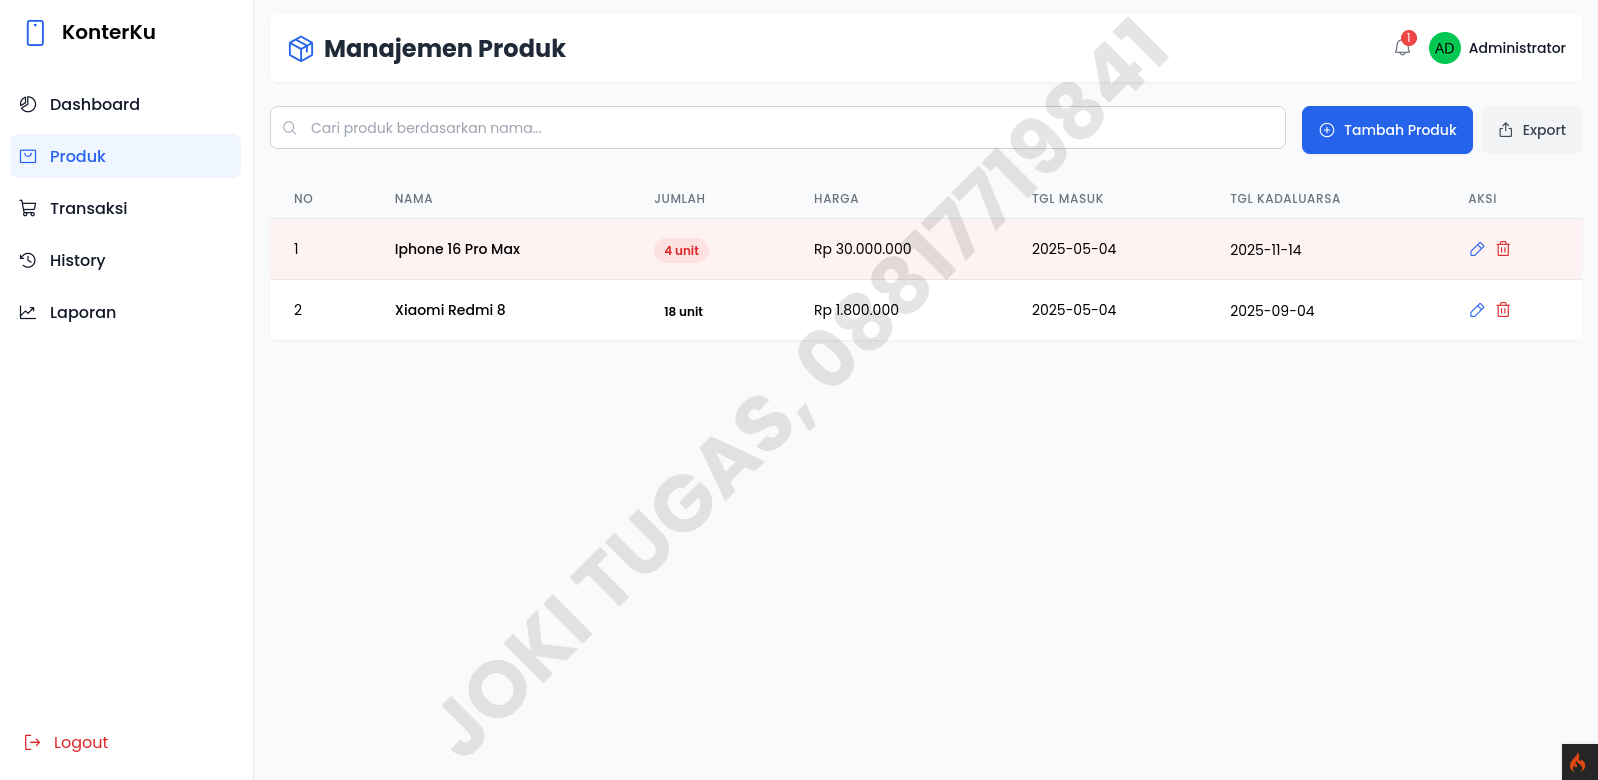 KonterKu
Dashboard
Produk
Transaksi
History
Laporan
Logout
Manajemen Produk
1
AD
Administrator
Cari produk berdasarkan nama...
Tambah Produk
Export
NO NAMA JUMLAH HARGA TGL MASUK TGL KADALUARSA AKSI
1 Iphone 16 Pro Max 4 unit Rp 30.000.000 2025-05-04 2025-11-14
2 Xiaomi Redmi 8 18 unit Rp 1.800.000 2025-05-04 2025-09-04
JOKI TUGAS, 088177719841